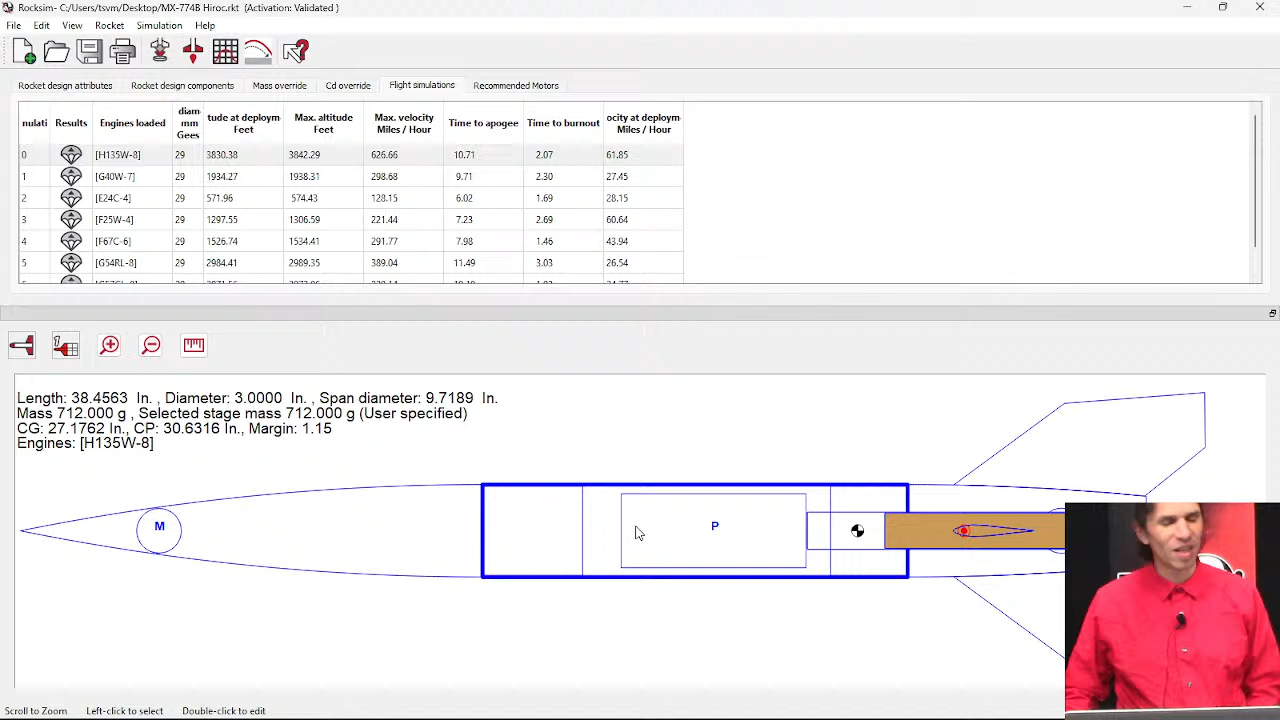 Rocksim- C:/Users/tsvm/Desktop/MX-774B Hiroc.rkt (Activation: Validated )
File Edit View Rocket Simulation Help
Rocket design attributes Rocket design components Mass override Cd override Flight simulations Recommended Motors
nulati Results Engines loaded diam mm Gees tude at deploym Feet Max. altitude Feet Max. velocity Miles / Hour Time to apogee Time to burnout ocity at deploym Miles / Hour
0 [H135W-8] 29 3830.38 3842.29 626.66 10.71 2.07 61.85
1 [G40W-7] 29 1934.27 1938.31 298.68 9.71 2.30 27.45
2 [E24C-4] 29 571.96 574.43 128.15 6.02 1.69 28.15
3 [F25W-4] 29 1297.55 1306.59 221.44 7.23 2.69 60.64
4 [F67C-6] 29 1526.74 1534.41 291.77 7.98 1.46 43.94
5 [G54RL-8] 29 2984.41 2989.35 389.04 11.49 3.03 26.54
Length: 38.4563 In. , Diameter: 3.0000 In. , Span diameter: 9.7189 In.
Mass 712.000 g , Selected stage mass 712.000 g (User specified)
CG: 27.1762 In., CP: 30.6316 In., Margin: 1.15
Engines: [H135W-8]
M
P
Scroll to Zoom Left-click to select Double-click to edit